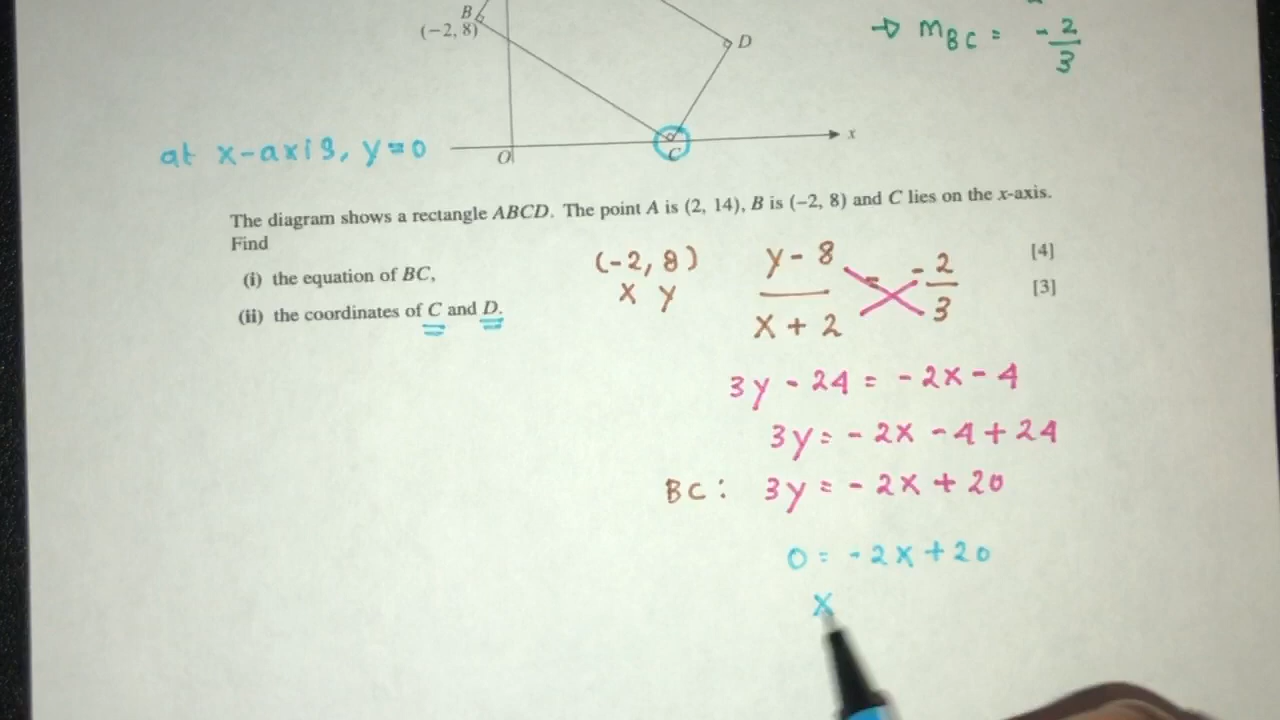 B
(−2, 8)
D
→ mBC = -2/3
at x-axis, y=0
O
C
x
The diagram shows a rectangle ABCD. The point A is (2, 14), B is (−2, 8) and C lies on the x-axis.
Find
(i) the equation of BC, [4]
(ii) the coordinates of C and D. [3]
(-2, 8)
x y
y - 8 / x + 2 = -2/3
3y - 24 = -2x - 4
3y = -2x - 4 + 24
BC: 3y = -2x + 20
0 = -2x + 20
x